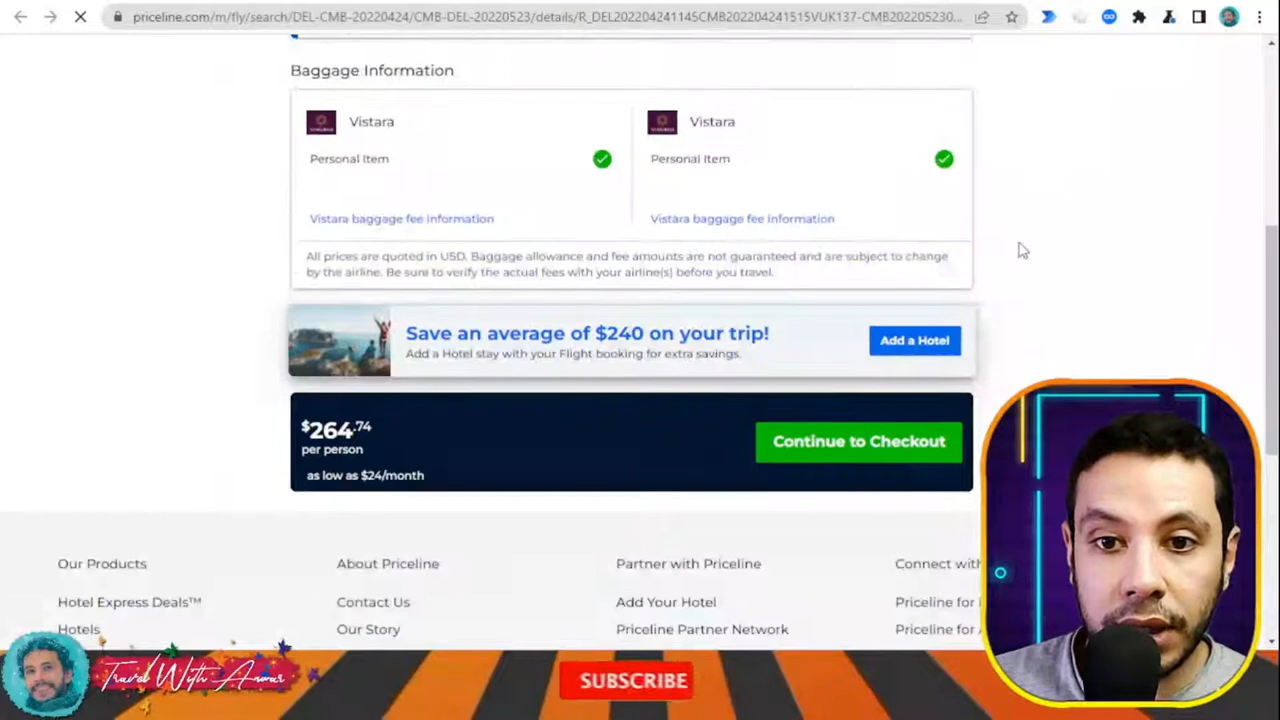 priceline.com/m/fly/search/DEL-CMB-20220424/CMB-DEL-20220523/details/R_DEL202204241145CMB202204241515VUK137-CMB202205230...
Baggage Information
Vistara
Personal Item
Vistara baggage fee information
Vistara
Personal Item
Vistara baggage fee information
All prices are quoted in USD. Baggage allowance and fee amounts are not guaranteed and are subject to change
by the airline. Be sure to verify the actual fees with your airline(s) before you travel.
Save an average of $240 on your trip!
Add a Hotel stay with your Flight booking for extra savings.
Add a Hotel
$264.74
per person
as low as $24/month
Continue to Checkout
Our Products
Hotel Express Deals™
Hotels
About Priceline
Contact Us
Our Story
Partner with Priceline
Add Your Hotel
Priceline Partner Network
Connect with
Priceline for
Priceline for
Travel With Anwar
SUBSCRIBE